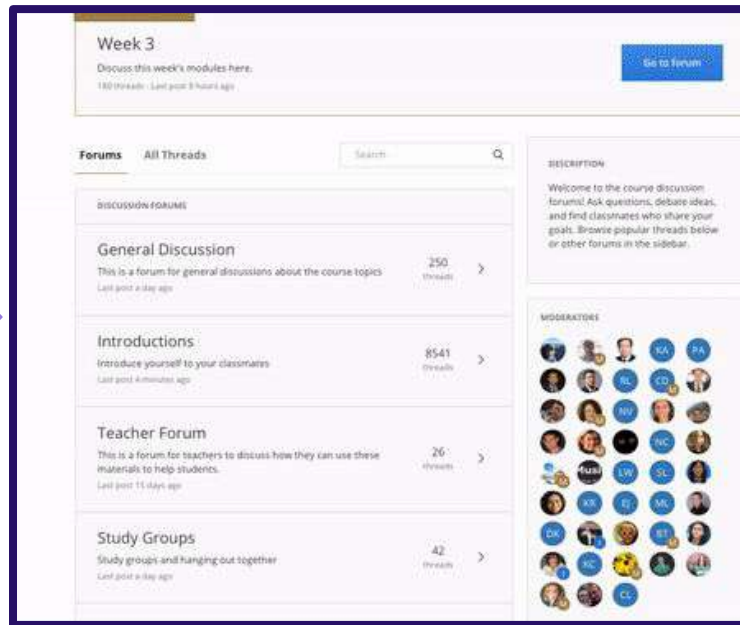 Week 3
Discuss this week's modules here.
180 threads · Last post 3 hours ago
Go to forum
Forums
All Threads
Search
DISCUSSION FORUMS
General Discussion
This is a forum for general discussions about the course topics
Last post a day ago
250
threads
Introductions
Introduce yourself to your classmates
Last post 4 minutes ago
8541
threads
Teacher Forum
This is a forum for teachers to discuss how they can use these
materials to help students.
Last post 15 days ago
26
threads
Study Groups
Study groups and hanging out together
Last post a day ago
42
threads
DESCRIPTION
Welcome to the course discussion
forums! Ask questions, debate ideas,
and find classmates who share your
goals. Browse popular threads below
or other forums in the sidebar.
MODERATORS
KA PA
RL CD
NV
NC
Musi LW SL
KR EJ ML
DK BT
KC
CL